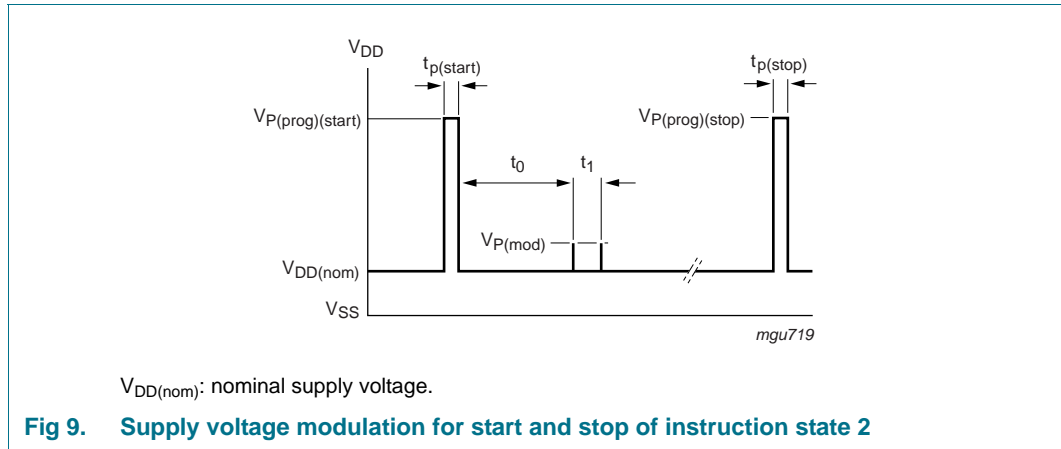 VDD
tp(start)
tp(stop)
VP(prog)(start)
VP(prog)(stop)
t0
t1
VP(mod)
VDD(nom)
VSS
mgu719
VDD(nom): nominal supply voltage.
Fig 9. Supply voltage modulation for start and stop of instruction state 2